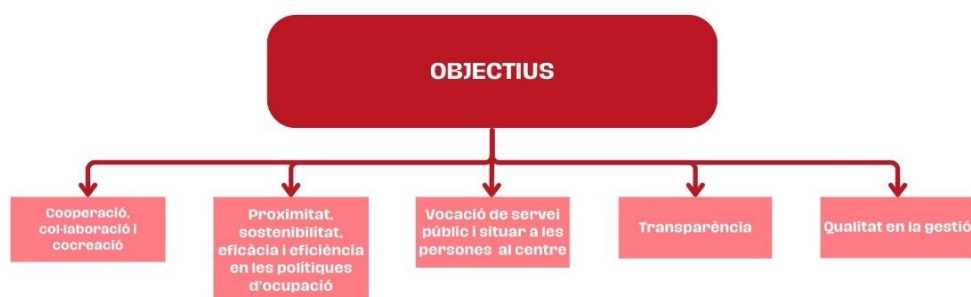 OBJECTIUS
Cooperació,
col·laboració i
cocreació
Proximitat,
sostenibilitat,
eficàcia i eficiència
en les polítiques
d'ocupació
Vocació de servei
públic i situar a les
persones al centre
Transparència
Qualitat en la gestió